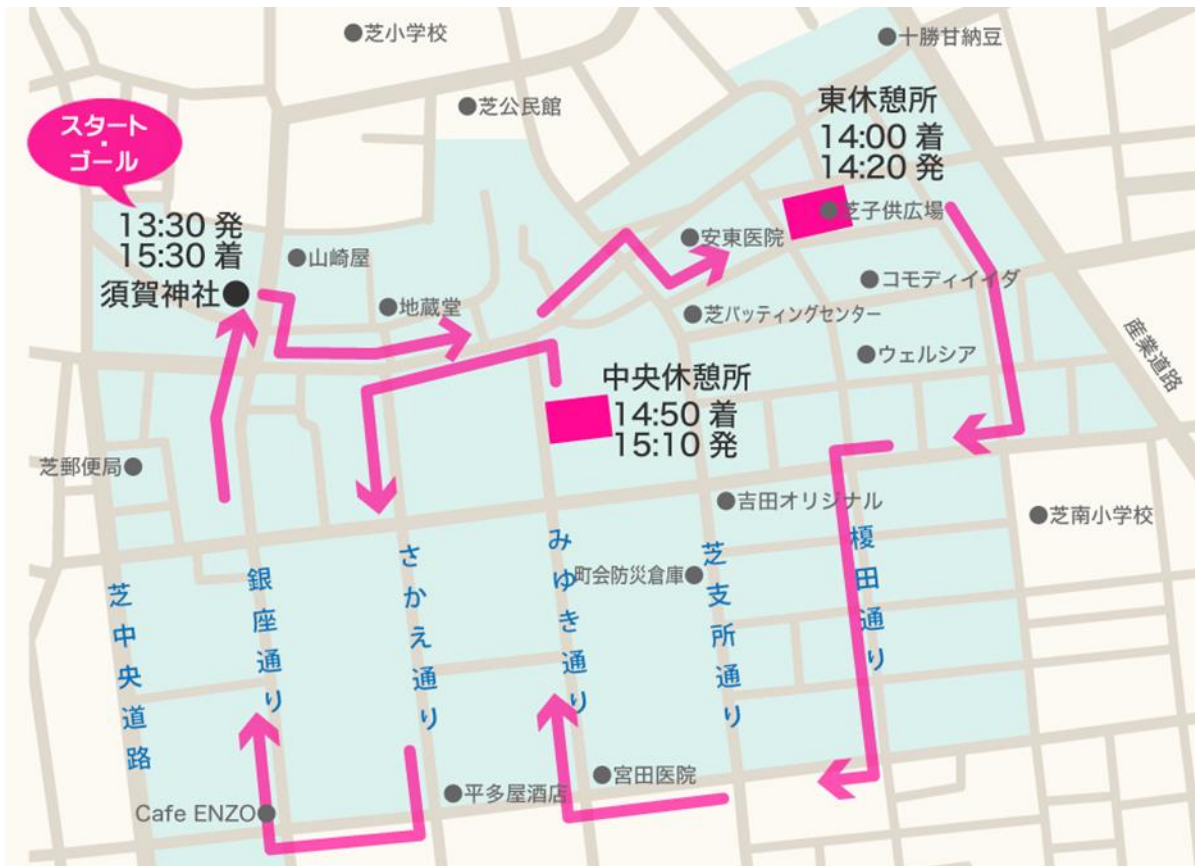 芝小学校
十勝甘納豆
芝公民館
スタート
・
ゴール
東休憩所
14:00 着
14:20 発
芝子供広場
13:30 発
15:30 着
須賀神社
山崎屋
安東医院
コモディイイダ
地蔵堂
芝バッティングセンター
産業道路
ウェルシア
中央休憩所
14:50 着
15:10 発
芝郵便局
吉田オリジナル
芝南小学校
町会防災倉庫
芝中央道路
銀座通り
さかえ通り
みゆき通り
芝支所通り
榎田通り
宮田医院
平多屋酒店
Cafe ENZO